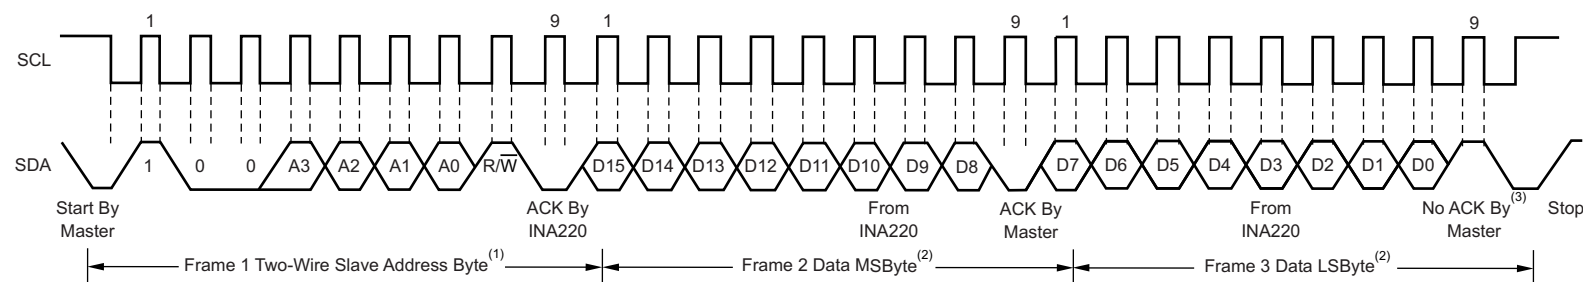 1 9 1 9 1 9
SCL
SDA 1 0 0 A3 A2 A1 A0 R/W̅ D15 D14 D13 D12 D11 D10 D9 D8 D7 D6 D5 D4 D3 D2 D1 D0
Start By
Master
ACK By
INA220
From
INA220
ACK By
Master
From
INA220
No ACK By(3)
Master
Stop
Frame 1 Two-Wire Slave Address Byte(1)
Frame 2 Data MSByte(2)
Frame 3 Data LSByte(2)